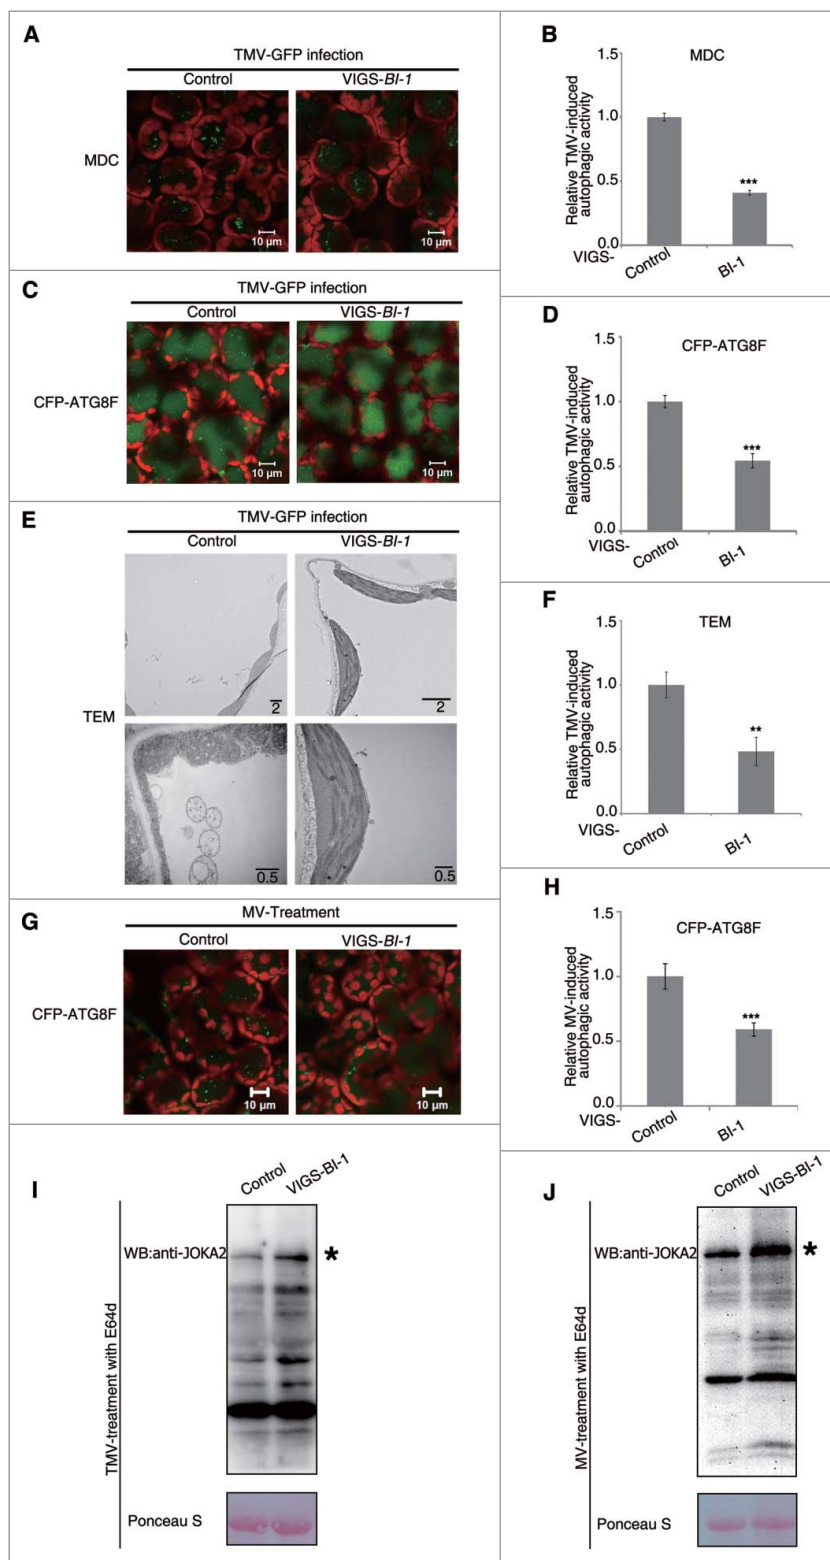 A
TMV-GFP infection
Control
VIGS-BI-1
MDC
10 µm
10 µm
B
MDC
Relative TMV-induced
autophagic activity
1.5
1.0
0.5
0.0
***
VIGS-
Control
BI-1
C
TMV-GFP infection
Control
VIGS-BI-1
CFP-ATG8F
10 µm
10 µm
D
CFP-ATG8F
Relative TMV-induced
autophagic activity
1.5
1.0
0.5
0.0
***
VIGS-
Control
BI-1
E
TMV-GFP infection
Control
VIGS-BI-1
TEM
2
2
0.5
0.5
F
TEM
Relative TMV-induced
autophagic activity
1.5
1.0
0.5
0.0
**
VIGS-
Control
BI-1
G
MV-Treatment
Control
VIGS-BI-1
CFP-ATG8F
10 µm
10 µm
H
CFP-ATG8F
Relative MV-induced
autophagic activity
1.5
1.0
0.5
0.0
***
VIGS-
Control
BI-1
I
Control
VIGS-BI-1
WB:anti-JOKA2
*
TMV-treatment with E64d
Ponceau S
J
Control
VIGS-BI-1
WB:anti-JOKA2
*
MV-treatment with E64d
Ponceau S